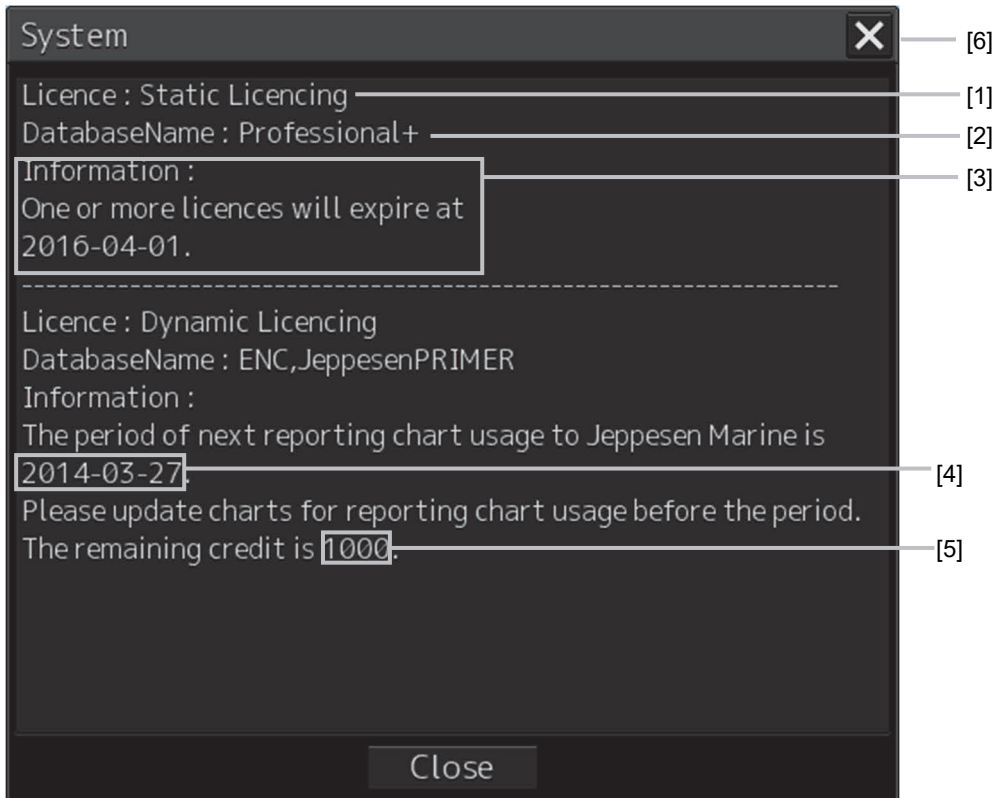 System
[6]
Licence : Static Licencing
[1]
DatabaseName : Professional+
[2]
Information :
[3]
One or more licences will expire at
2016-04-01.
--------------------------------------------------------------------
Licence : Dynamic Licencing
DatabaseName : ENC,JeppesenPRIMER
Information :
The period of next reporting chart usage to Jeppesen Marine is
2014-03-27.
[4]
Please update charts for reporting chart usage before the period.
The remaining credit is 1000.
[5]
Close